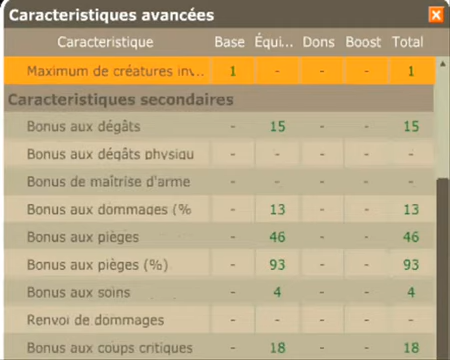 Caracteristiques avancées
Caracteristique Base Équi... Dons Boost Total
Maximum de créatures inv... 1 - - - 1
Caracteristiques secondaires
Bonus aux dégâts - 15 - - 15
Bonus aux dégâts physiqu - - - - -
Bonus de maîtrise d'arme - - - - -
Bonus aux dommages (% - 13 - - 13
Bonus aux pièges - 46 - - 46
Bonus aux pièges (%) - 93 - - 93
Bonus aux soins - 4 - - 4
Renvoi de dommages - - - - -
Bonus aux coups critiques - 18 - - 18